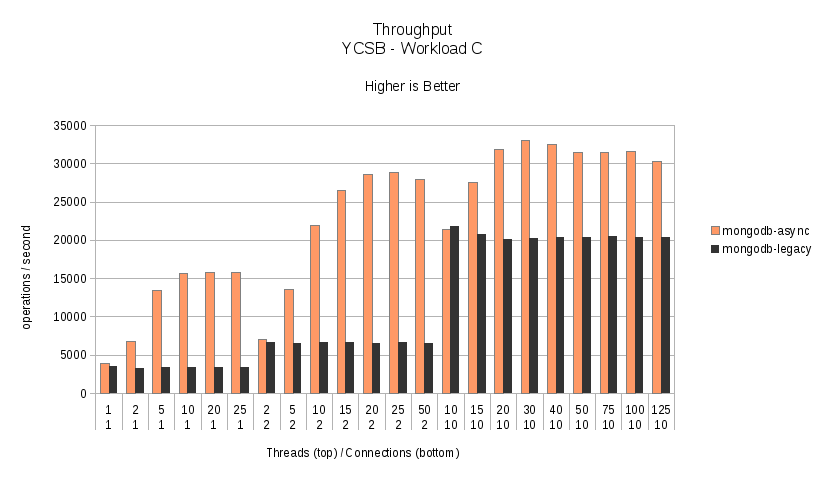 Throughput
YCSB - Workload C
Higher is Better
35000
30000
25000
20000
15000
10000
5000
0
operations / second
mongodb-async
mongodb-legacy
1 2 5 10 20 25 2 5 10 15 20 25 50 10 15 20 30 40 50 75 100 125
1 1 1 1 1 1 2 2 2 2 2 2 2 10 10 10 10 10 10 10 10 10
Threads (top) / Connections (bottom)